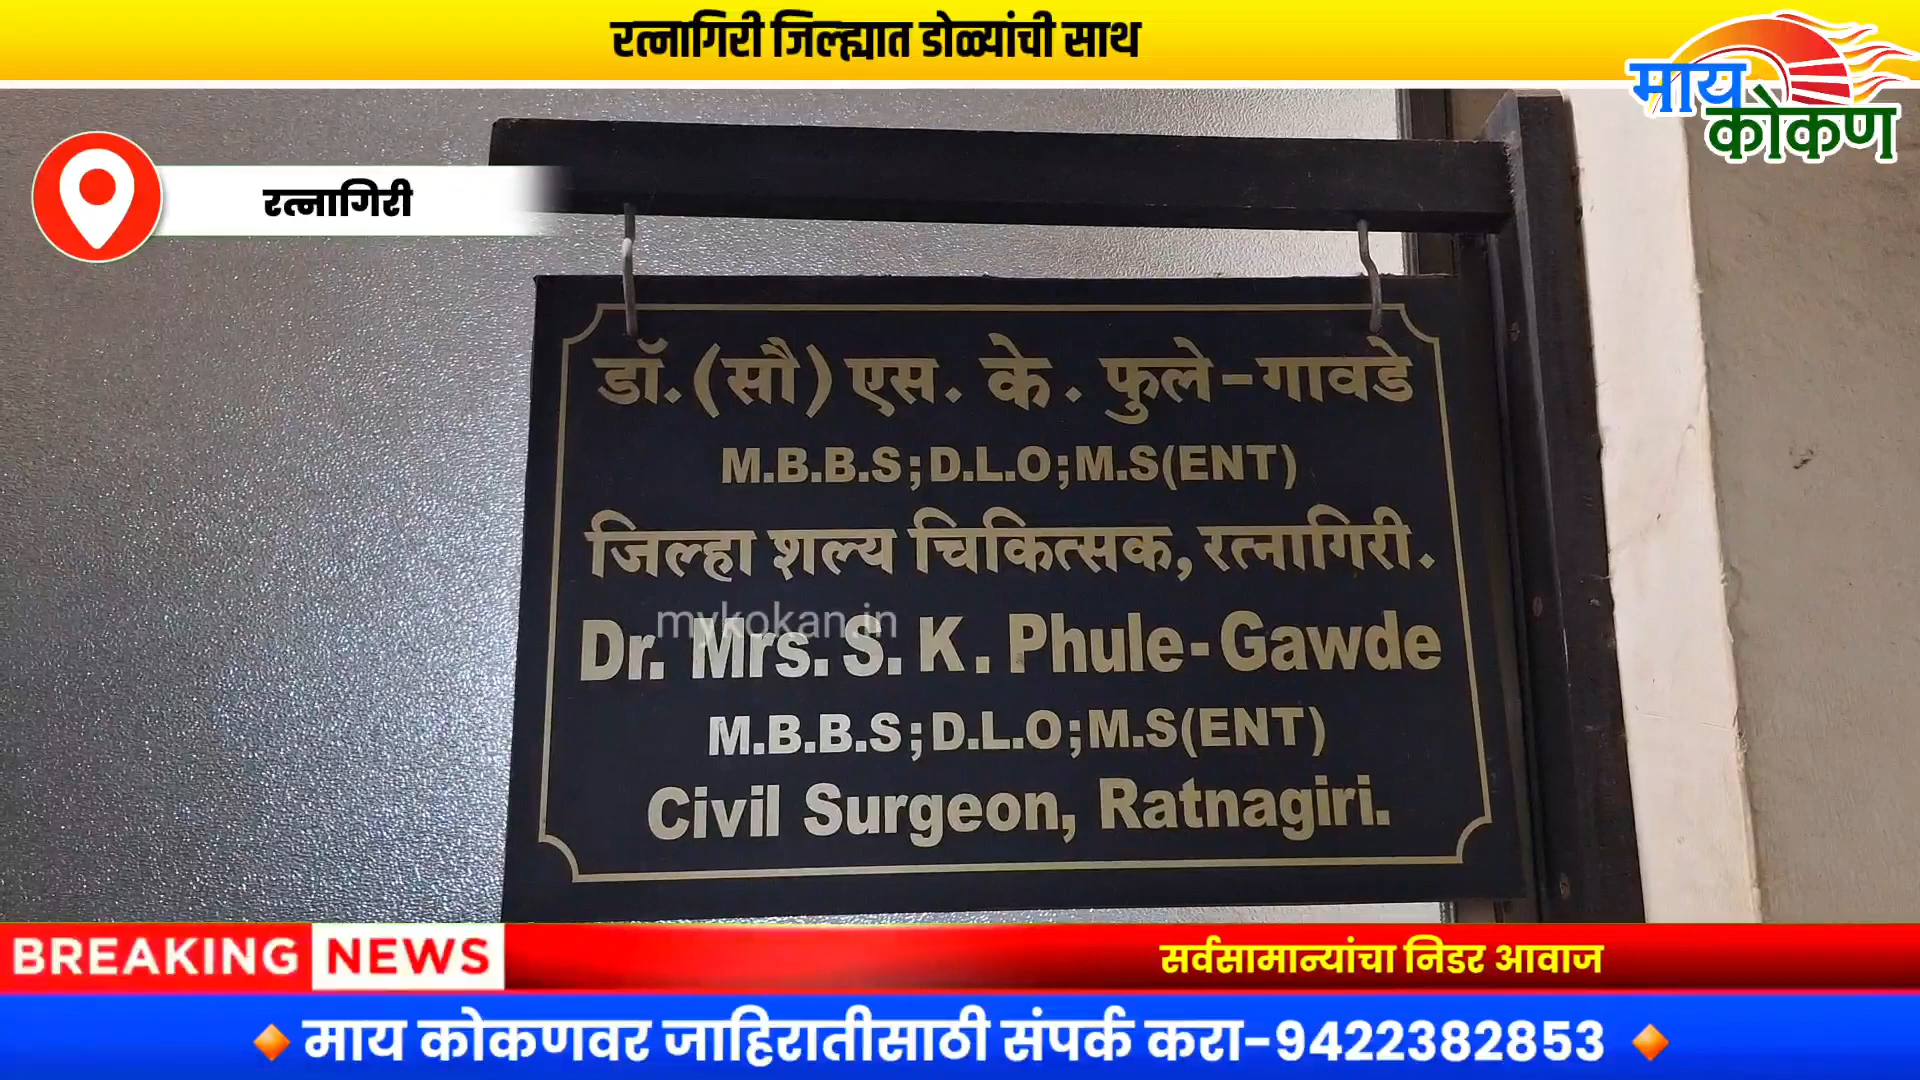 रत्नागिरी जिल्ह्यात डोळ्यांची साथ
माय
कोकण
रत्नागिरी
डॉ.(सौ) एस. के. फुले-गावडे
M.B.B.S;D.L.O;M.S(ENT)
जिल्हा शल्य चिकित्सक, रत्नागिरी.
mykokan.in
Dr. Mrs. S. K. Phule-Gawde
M.B.B.S;D.L.O;M.S(ENT)
Civil Surgeon, Ratnagiri.
BREAKING NEWS
सर्वसामान्यांचा निडर आवाज
माय कोकणवर जाहिरातीसाठी संपर्क करा-9422382853